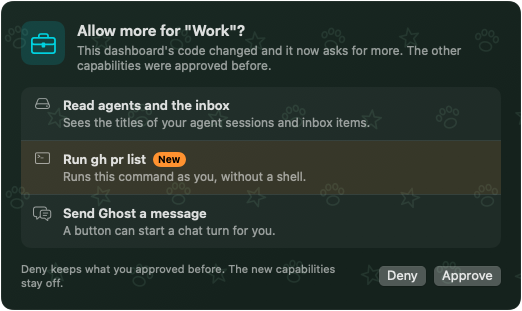 Allow more for "Work"?
This dashboard's code changed and it now asks for more. The other
capabilities were approved before.
Read agents and the inbox
Sees the titles of your agent sessions and inbox items.
Run gh pr list New
Runs this command as you, without a shell.
Send Ghost a message
A button can start a chat turn for you.
Deny keeps what you approved before. The new capabilities
stay off.
Deny Approve